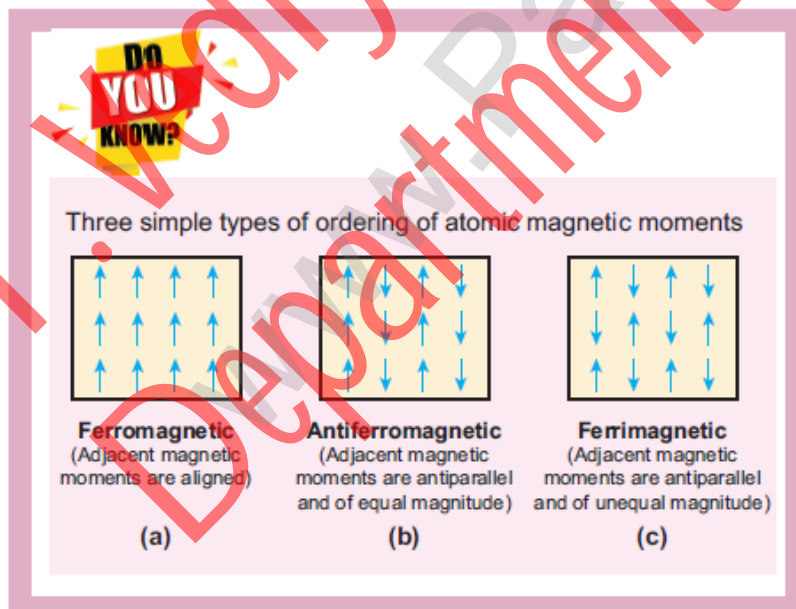 DO
YOU
KNOW?
Three simple types of ordering of atomic magnetic moments
Ferromagnetic
(Adjacent magnetic
moments are aligned)
(a)
Antiferromagnetic
(Adjacent magnetic
moments are antiparallel
and of equal magnitude)
(b)
Ferrimagnetic
(Adjacent magnetic
moments are antiparallel
and of unequal magnitude)
(c)
Department